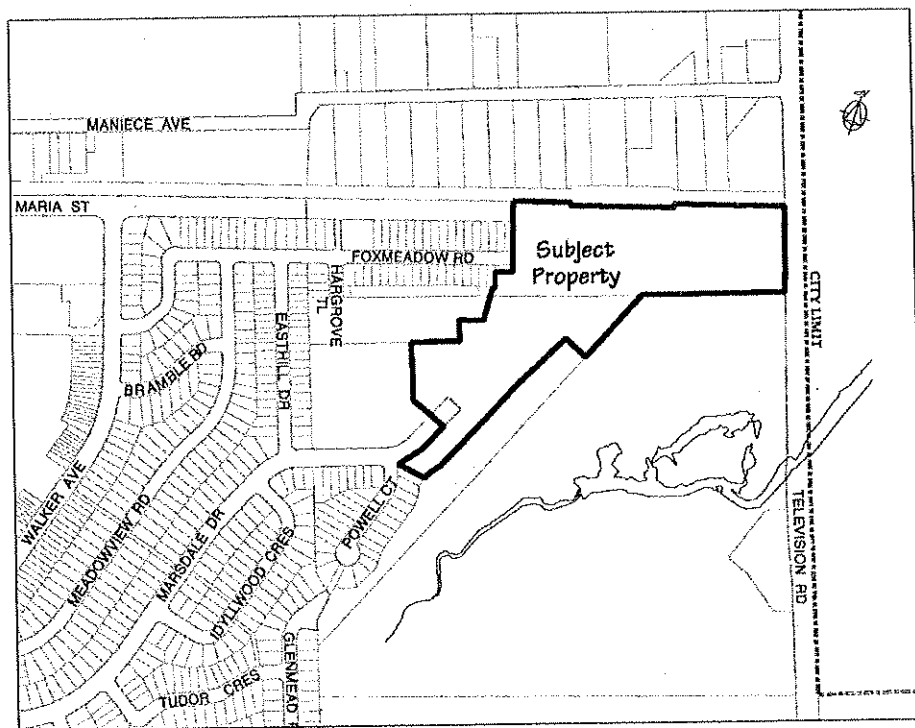 MANIECE AVE
MARIA ST
FOXMEADOW RD
Subject
Property
HARGROVE
TL
CITY LIMIT
EASTHILL DR
BRAMBLE RD
WALKER AVE
MEADOWVIEW RD
MARSDALE DR
POWELL CT
IDYLLWOOD CRES
TELEVISION RD
GLENMEAD
TUDOR CRES